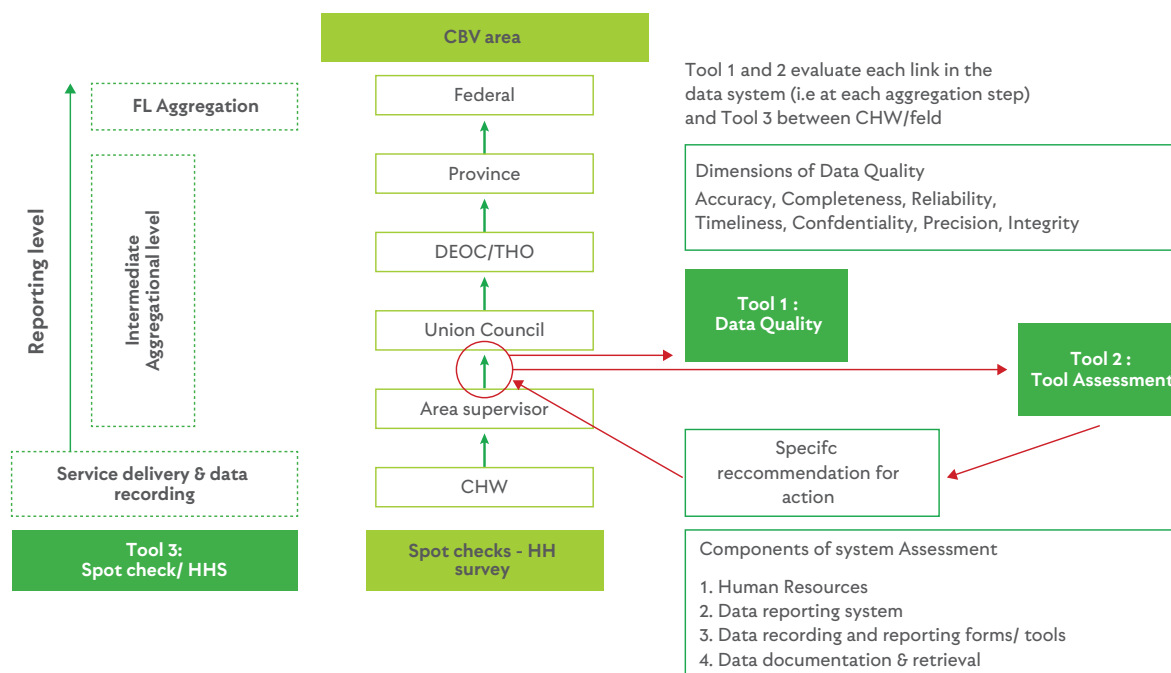 CBV area
FL Aggregation
Reporting level
Intermediate
Aggregational level
Service delivery & data
recording
Tool 3:
Spot check/ HHS
Federal
Province
DEOC/THO
Union Council
Area supervisor
CHW
Spot checks - HH
survey
Tool 1 and 2 evaluate each link in the
data system (i.e at each aggregation step)
and Tool 3 between CHW/feld
Dimensions of Data Quality
Accuracy, Completeness, Reliability,
Timeliness, Confdentiality, Precision, Integrity
Tool 1 :
Data Quality
Tool 2 :
Tool Assessment
Specifc
reccommendation for
action
Components of system Assessment
1. Human Resources
2. Data reporting system
3. Data recording and reporting forms/ tools
4. Data documentation & retrieval